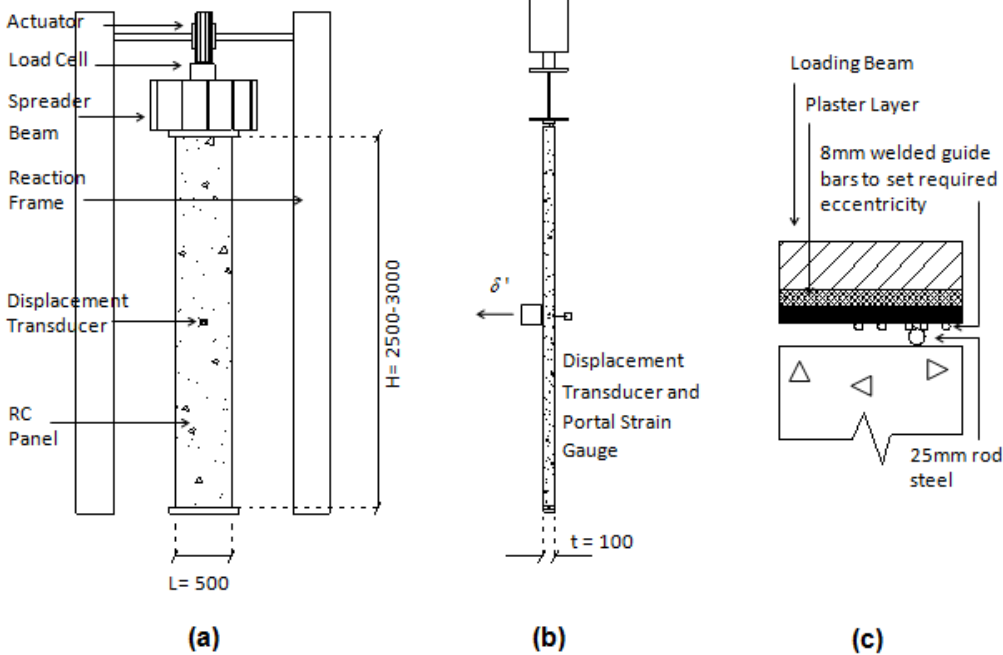 Actuator
Load Cell
Spreader
Beam
Reaction
Frame
Displacement
Transducer
RC
Panel
H= 2500-3000
L= 500
(a)
δ'
Displacement
Transducer and
Portal Strain
Gauge
t = 100
(b)
Loading Beam
Plaster Layer
8mm welded guide
bars to set required
eccentricity
25mm rod
steel
(c)